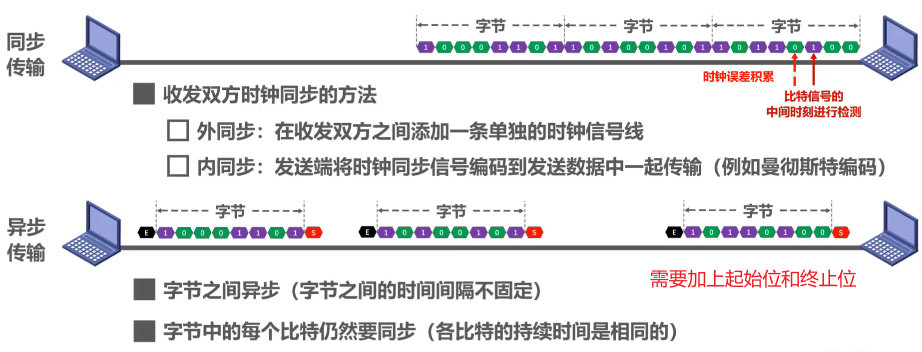 字节 字节 字节
同步
传输
1 0 0 0 1 1 0 1 1 0 1 0 0 1 0 1 1 0 1 1 0 1 0 0
时钟误差积累
比特信号的
中间时刻进行检测
收发双方时钟同步的方法
外同步：在收发双方之间添加一条单独的时钟信号线
内同步：发送端将时钟同步信号编码到发送数据中一起传输（例如曼彻斯特编码）
异步
传输
字节 字节 字节
E 1 0 0 0 1 1 0 1 S E 1 0 1 0 0 1 0 1 S E 1 0 1 1 0 1 0 0 S
需要加上起始位和终止位
字节之间异步（字节之间的时间间隔不固定）
字节中的每个比特仍然要同步（各比特的持续时间是相同的）